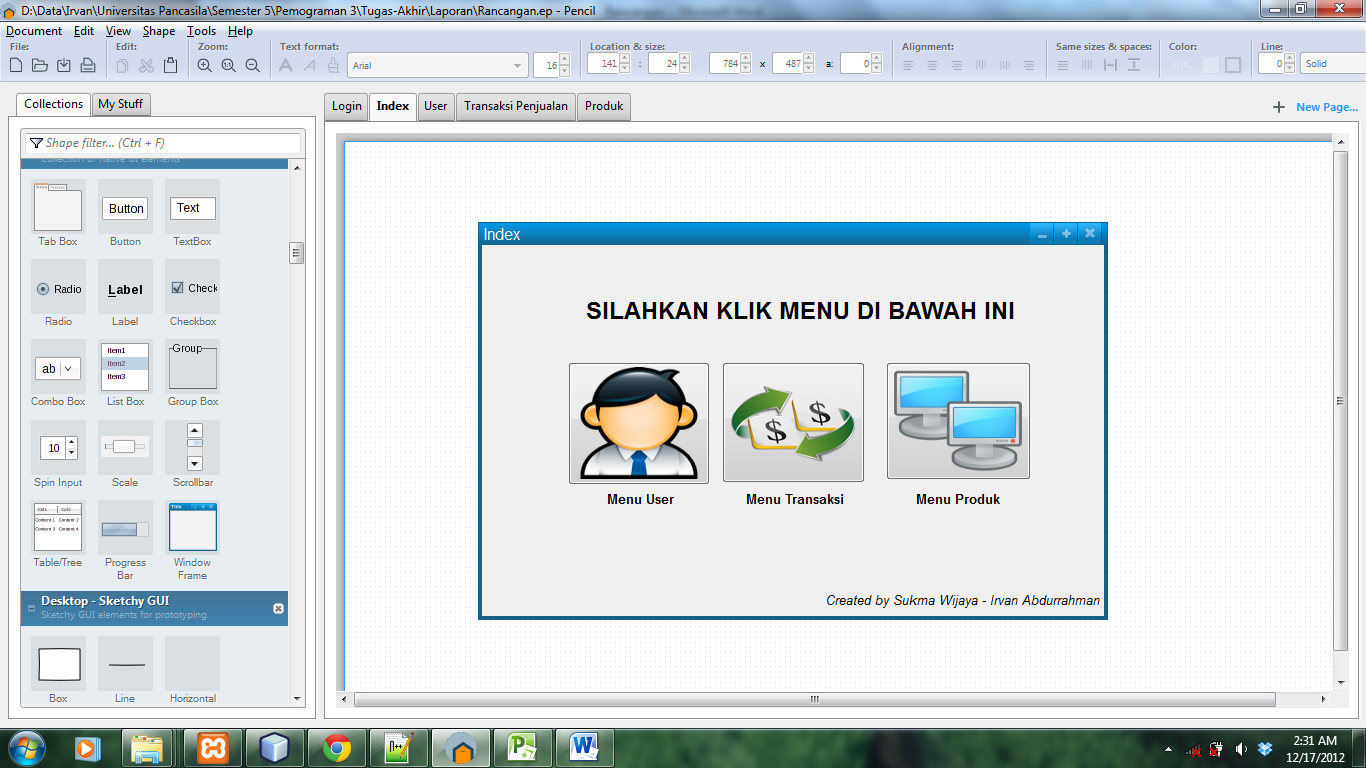 D:\Data\Irvan\Universitas Pancasila\Semester 5\Pemograman 3\Tugas-Akhir\Laporan\Rancangan.ep - Pencil
Document Edit View Shape Tools Help
File: Edit: Zoom: Text format: Location & size: Alignment: Same sizes & spaces: Color: Line:
Arial 16 141 : 24 784 x 487 a: 0 ABC 0 Solid
Collections My Stuff
Login Index User Transaksi Penjualan Produk
New Page...
Shape filter... (Ctrl + F)
Collection of native UI elements
Button Text
Tab Box Button TextBox
Radio Label Check
Radio Label Checkbox
ab Item1 Item2 Item3 Group
Combo Box List Box Group Box
10
Spin Input Scale Scrollbar
Col1 Col2 Title
Content 1 Content 2
Content 3 Content 4
Table/Tree Progress Bar Window Frame
Desktop - Sketchy GUI
Sketchy GUI elements for prototyping
Box Line Horizontal
Index
SILAHKAN KLIK MENU DI BAWAH INI
$ $
Menu User Menu Transaksi Menu Produk
Created by Sukma Wijaya - Irvan Abdurrahman
2:31 AM
12/17/2012